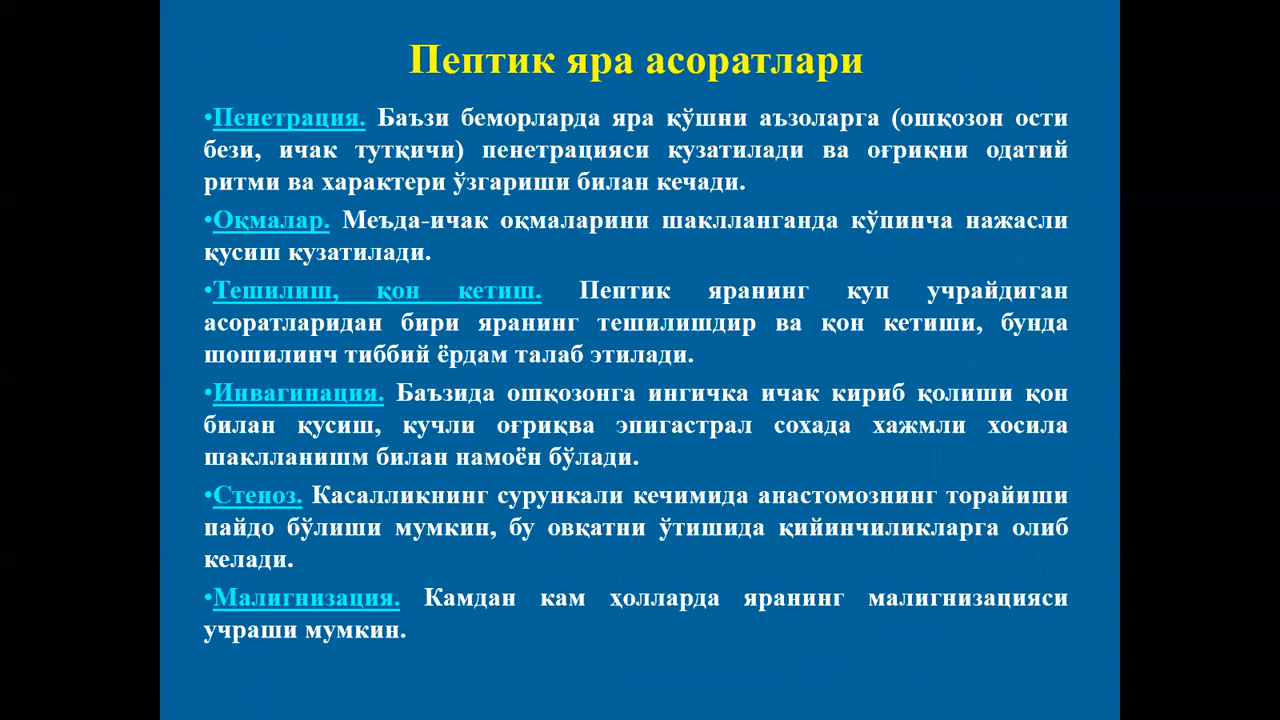 Пептик яра асоратлари
•Пенетрация. Баъзи беморларда яра қўшни аъзоларга (ошқозон ости
бези, ичак тутқичи) пенетрацияси кузатилади ва оғриқни одатий
ритми ва характери ўзгариши билан кечади.
•Оқмалар. Меъда-ичак оқмаларини шаклланганда кўпинча нажасли
қусиш кузатилади.
•Тешилиш, қон кетиш. Пептик яранинг куп учрайдиган
асоратларидан бири яранинг тешилишдир ва қон кетиши, бунда
шошилинч тиббий ёрдам талаб этилади.
•Инвагинация. Баъзида ошқозонга ингичка ичак кириб қолиши қон
билан қусиш, кучли оғриқва эпигастрал сохада хажмли хосила
шаклланишм билан намоён бўлади.
•Стеноз. Касалликнинг сурункали кечимида анастомознинг торайиши
пайдо бўлиши мумкин, бу овқатни ўтишида қийинчиликларга олиб
келади.
•Малигнизация. Камдан кам ҳолларда яранинг малигнизацияси
учраши мумкин.